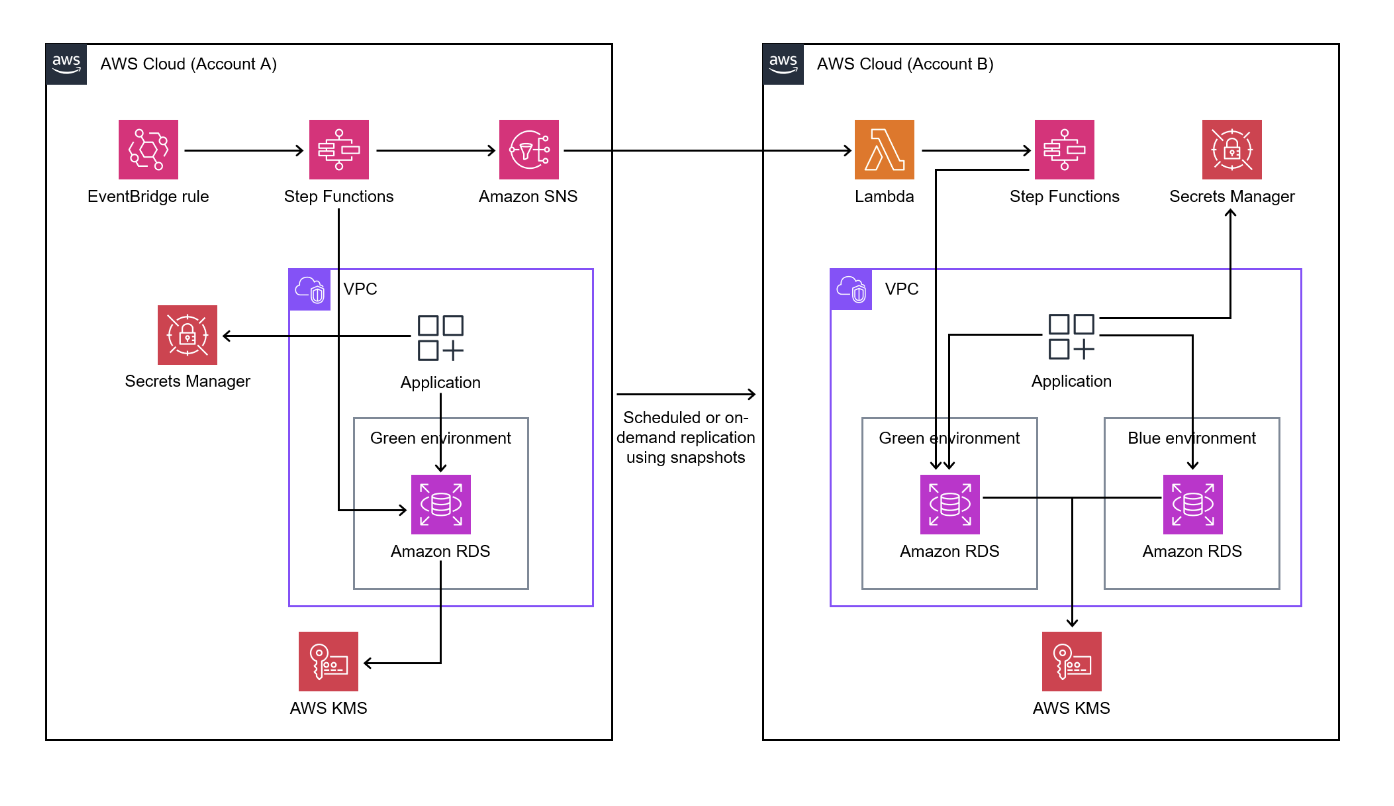 aws
AWS Cloud (Account A)
EventBridge rule
Step Functions
Amazon SNS
VPC
Secrets Manager
Application
Green environment
Amazon RDS
AWS KMS
Scheduled or on-
demand replication
using snapshots
aws
AWS Cloud (Account B)
Lambda
Step Functions
Secrets Manager
VPC
Application
Green environment
Blue environment
Amazon RDS
Amazon RDS
AWS KMS